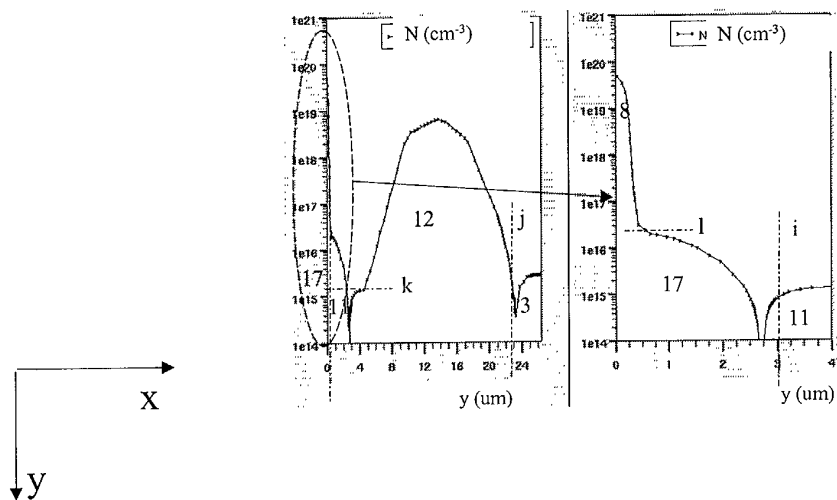 N (cm-3)
1e21
1e20
1e19
1e18
1e17
1e16
1e15
1e14
17
1
12
j
k
3
0 4 8 12 16 20 24
y (um)
N N (cm-3)
1e21
1e20
1e19
1e18
1e17
1e16
1e15
1e14
8
l
i
17
11
0 1 2 3 4
y (um)
x
y